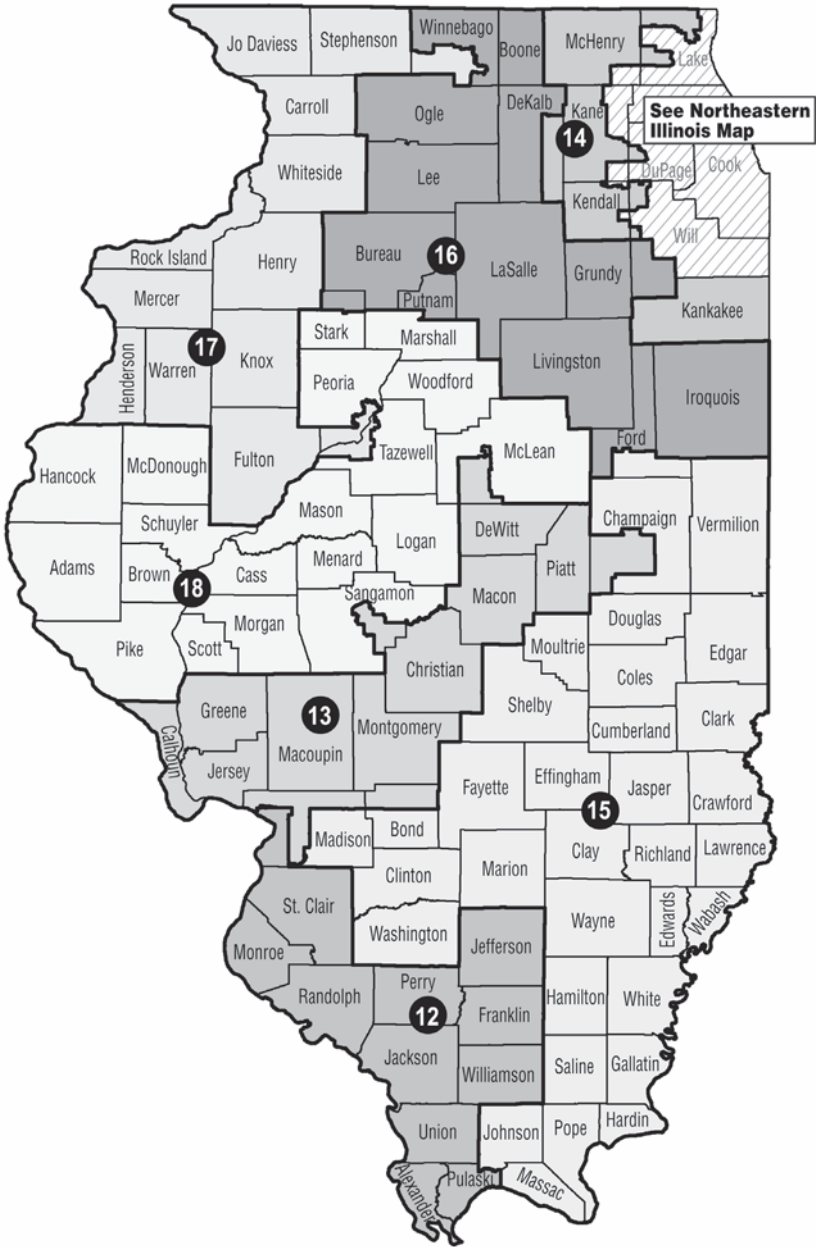 Jo Daviess
Stephenson
Winnebago
Boone
McHenry
Lake
Carroll
Ogle
DeKalb
Kane
See Northeastern
Illinois Map
14
Whiteside
Lee
DuPage
Cook
Kendall
Will
Rock Island
Henry
Bureau
16
LaSalle
Grundy
Mercer
Putnam
Kankakee
Henderson
Warren
17
Knox
Stark
Marshall
Peoria
Woodford
Livingston
Iroquois
Ford
Hancock
McDonough
Fulton
Tazewell
McLean
Schuyler
Mason
Logan
DeWitt
Champaign
Vermilion
Adams
Brown
18
Cass
Menard
Sangamon
Macon
Piatt
Pike
Scott
Morgan
Christian
Moultrie
Douglas
Edgar
Coles
Shelby
Cumberland
Clark
Calhoun
Greene
13
Macoupin
Montgomery
Jersey
Fayette
Effingham
Jasper
Crawford
15
Madison
Bond
Clay
Richland
Lawrence
Clinton
Marion
St. Clair
Washington
Wayne
Edwards
Wabash
Monroe
Jefferson
Randolph
Perry
12
Franklin
Hamilton
White
Jackson
Williamson
Saline
Gallatin
Union
Johnson
Pope
Hardin
Alexander
Pulaski
Massac